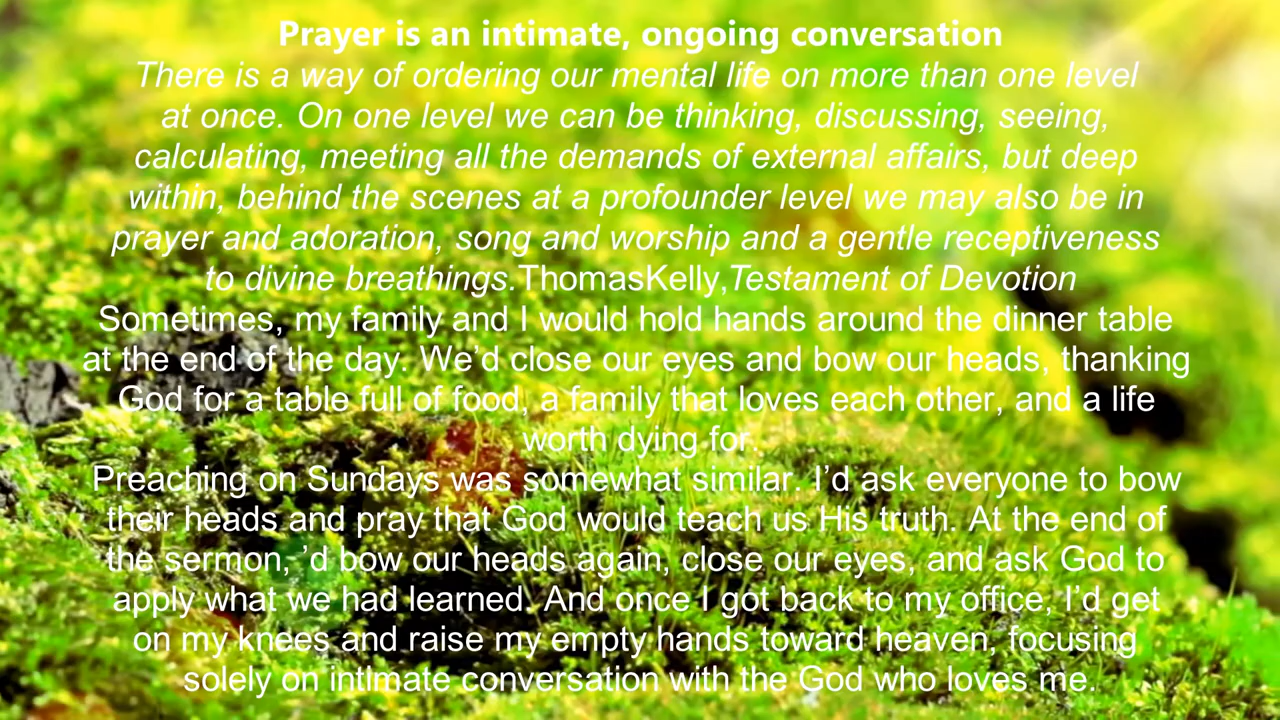 Prayer is an intimate, ongoing conversation
There is a way of ordering our mental life on more than one level
at once. On one level we can be thinking, discussing, seeing,
calculating, meeting all the demands of external affairs, but deep
within, behind the scenes at a profounder level we may also be in
prayer and adoration, song and worship and a gentle receptiveness
to divine breathings.ThomasKelly,Testament of Devotion
Sometimes, my family and I would hold hands around the dinner table
at the end of the day. We’d close our eyes and bow our heads, thanking
God for a table full of food, a family that loves each other, and a life
worth dying for.
Preaching on Sundays was somewhat similar. I’d ask everyone to bow
their heads and pray that God would teach us His truth. At the end of
the sermon, ’d bow our heads again, close our eyes, and ask God to
apply what we had learned. And once I got back to my office, I’d get
on my knees and raise my empty hands toward heaven, focusing
solely on intimate conversation with the God who loves me.